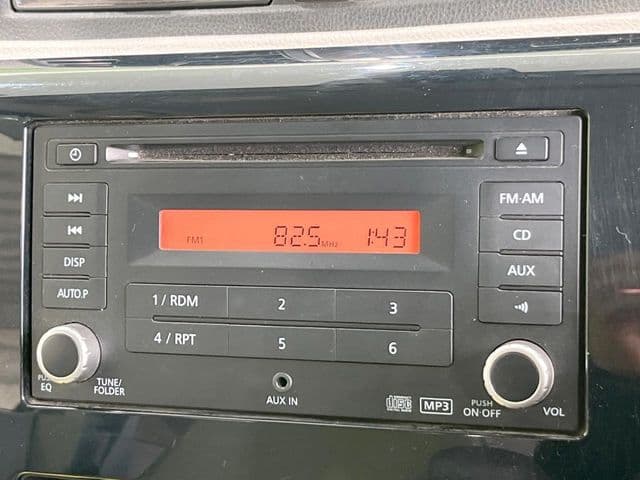 FM-AM
FM1 82.5 MHz 1:43
CD
DISP
AUX
AUTO.P
1 / RDM 2 3
4 / RPT 5 6
EQ
TUNE/
FOLDER
AUX IN
MP3
PUSH
ON·OFF
VOL